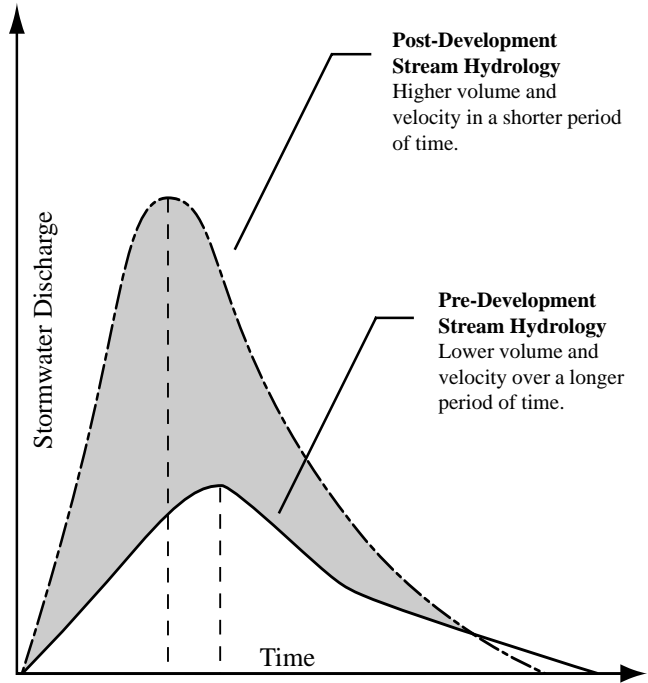 Post-Development
Stream Hydrology
Higher volume and
velocity in a shorter period
of time.
Stormwater Discharge
Pre-Development
Stream Hydrology
Lower volume and
velocity over a longer
period of time.
Time